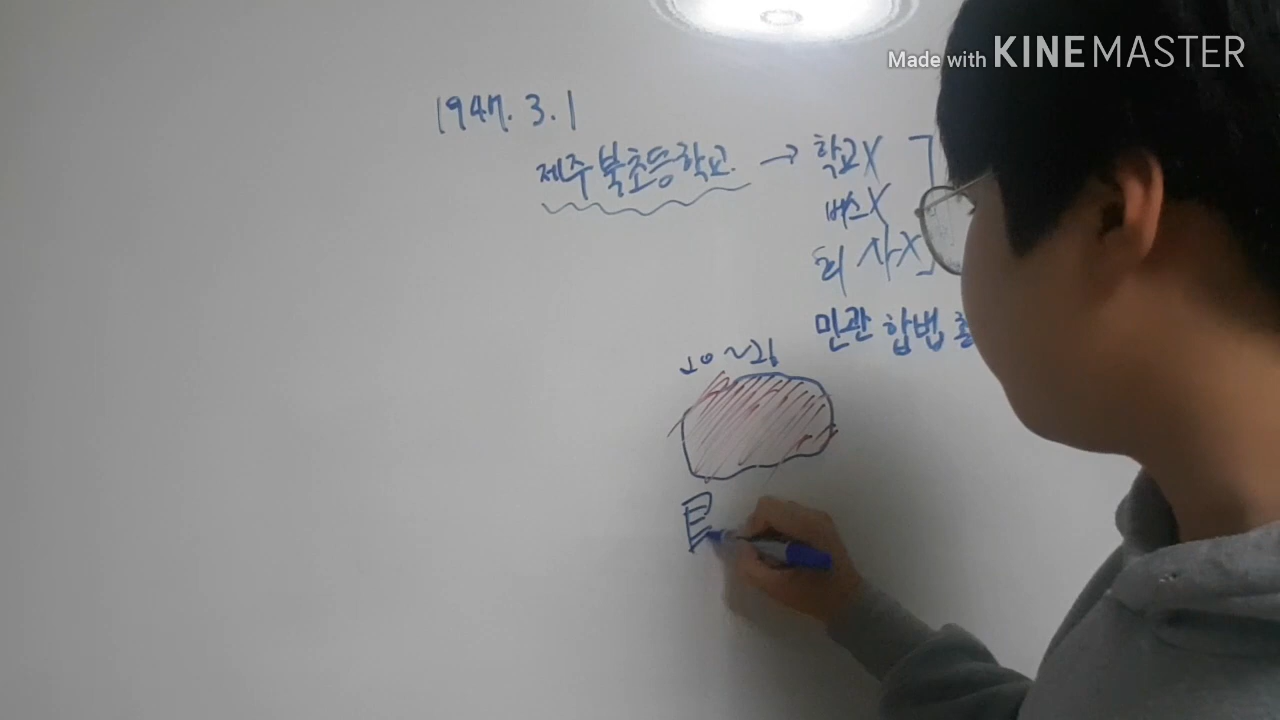 Made with KINEMASTER
1947. 3. 1
제주북초등학교. → 학교X
버스X
회사X
민관 합법